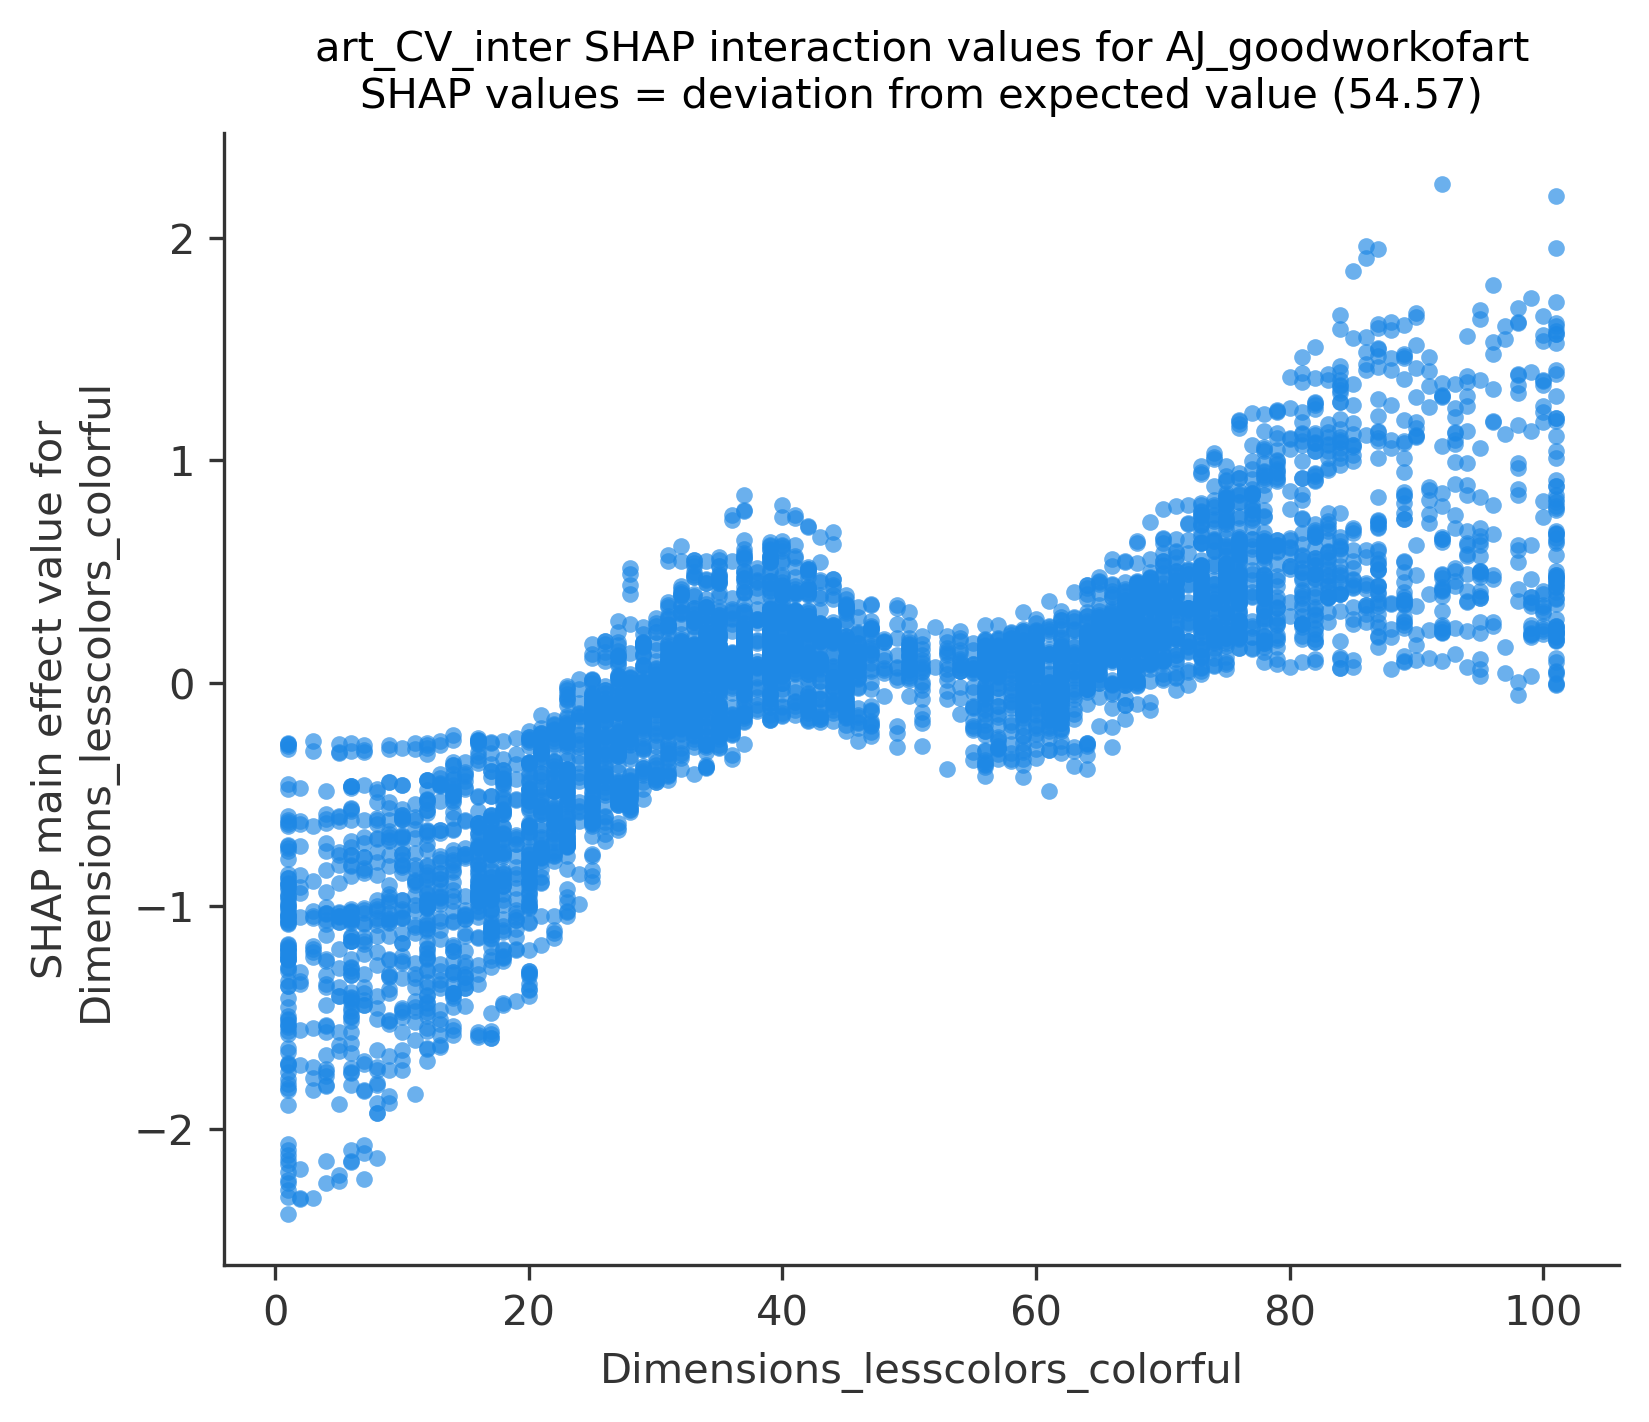 art_CV_inter SHAP interaction values for AJ_goodworkofart
SHAP values = deviation from expected value (54.57)
SHAP main effect value for
Dimensions_lesscolors_colorful
2
1
0
−1
−2
0
20
40
60
80
100
Dimensions_lesscolors_colorful